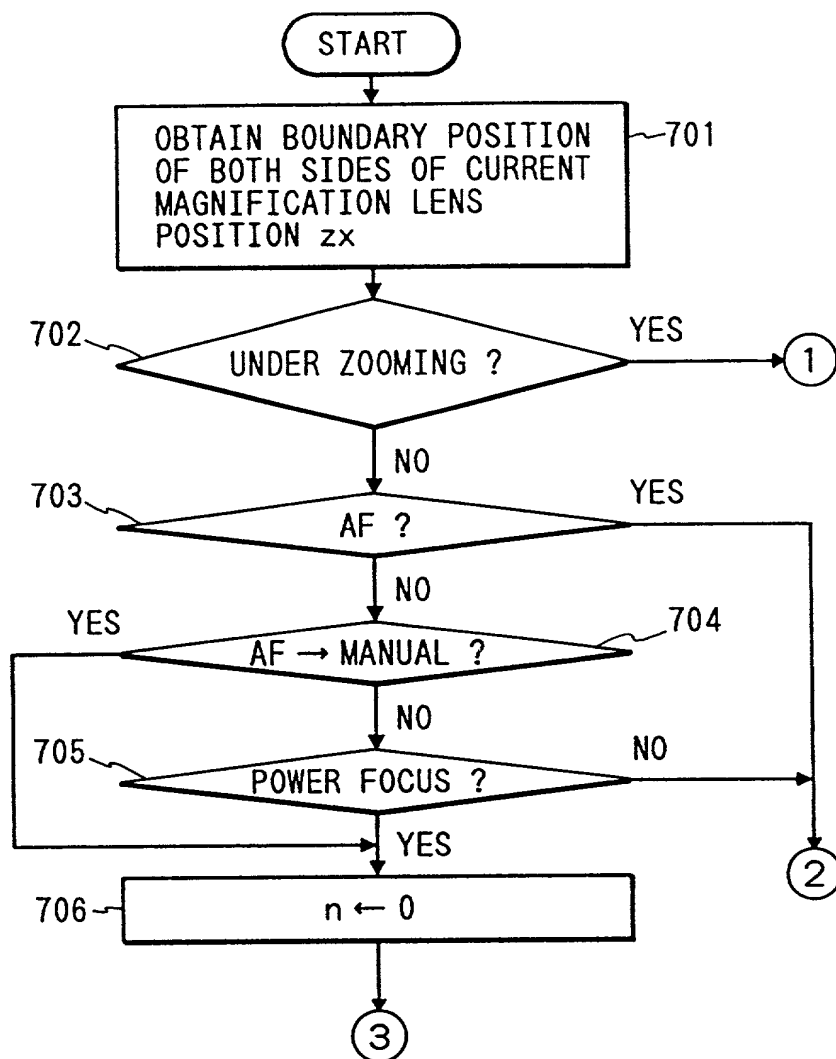 START
OBTAIN BOUNDARY POSITION
OF BOTH SIDES OF CURRENT
MAGNIFICATION LENS
POSITION zx
701
702
UNDER ZOOMING ?
YES
1
NO
703
AF ?
YES
NO
YES
AF → MANUAL ?
704
NO
705
POWER FOCUS ?
NO
YES
2
706
n ← 0
3